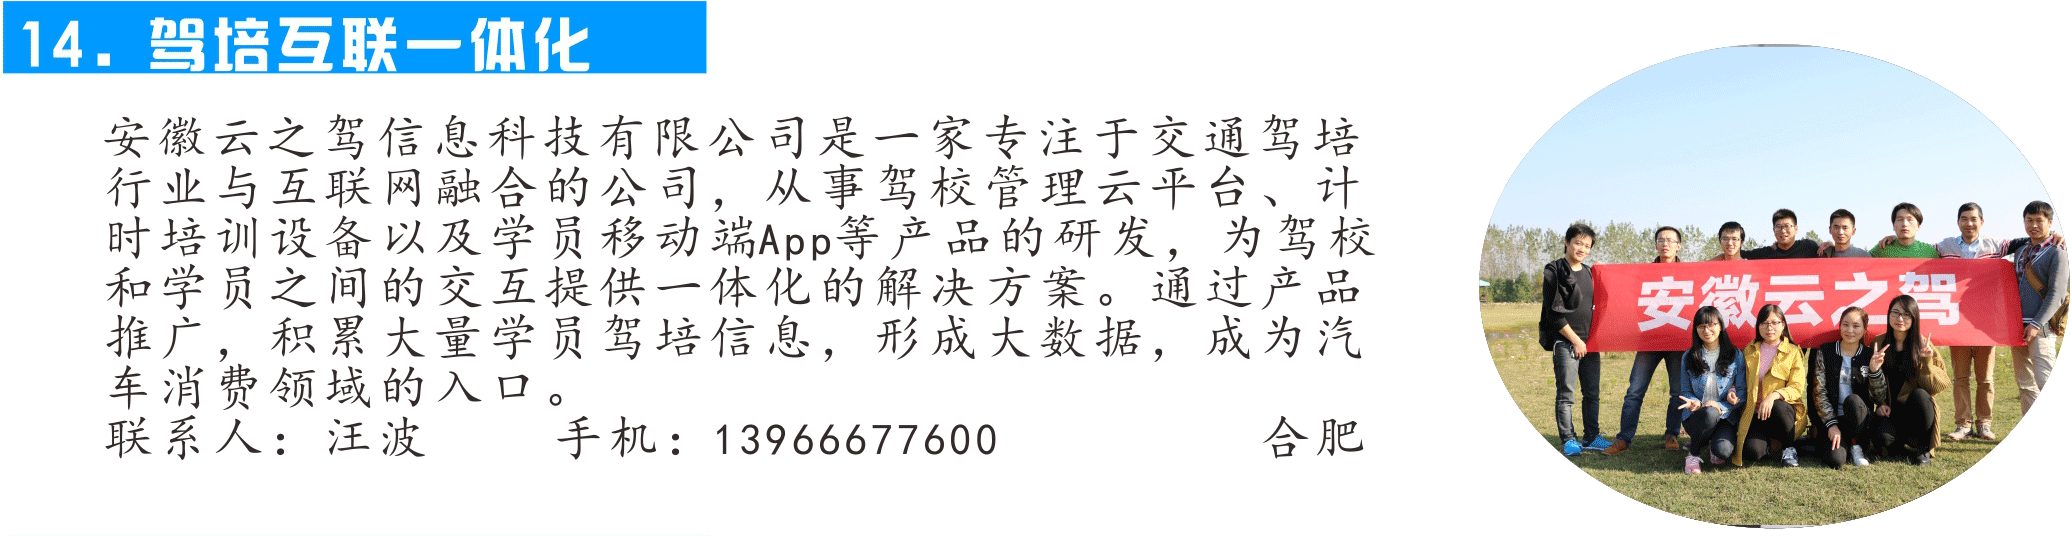 14. 驾培互联一体化
安徽云之驾信息科技有限公司是一家专注于交通驾培
行业与互联网融合的公司，从事驾校管理云平台、计
时培训设备以及学员移动端App等产品的研发，为驾校
和学员之间的交互提供一体化的解决方案。通过产品
推广，积累大量学员驾培信息，形成大数据，成为汽
车消费领域的入口。
联系人：汪波 手机：13966677600 合肥
安徽云之驾